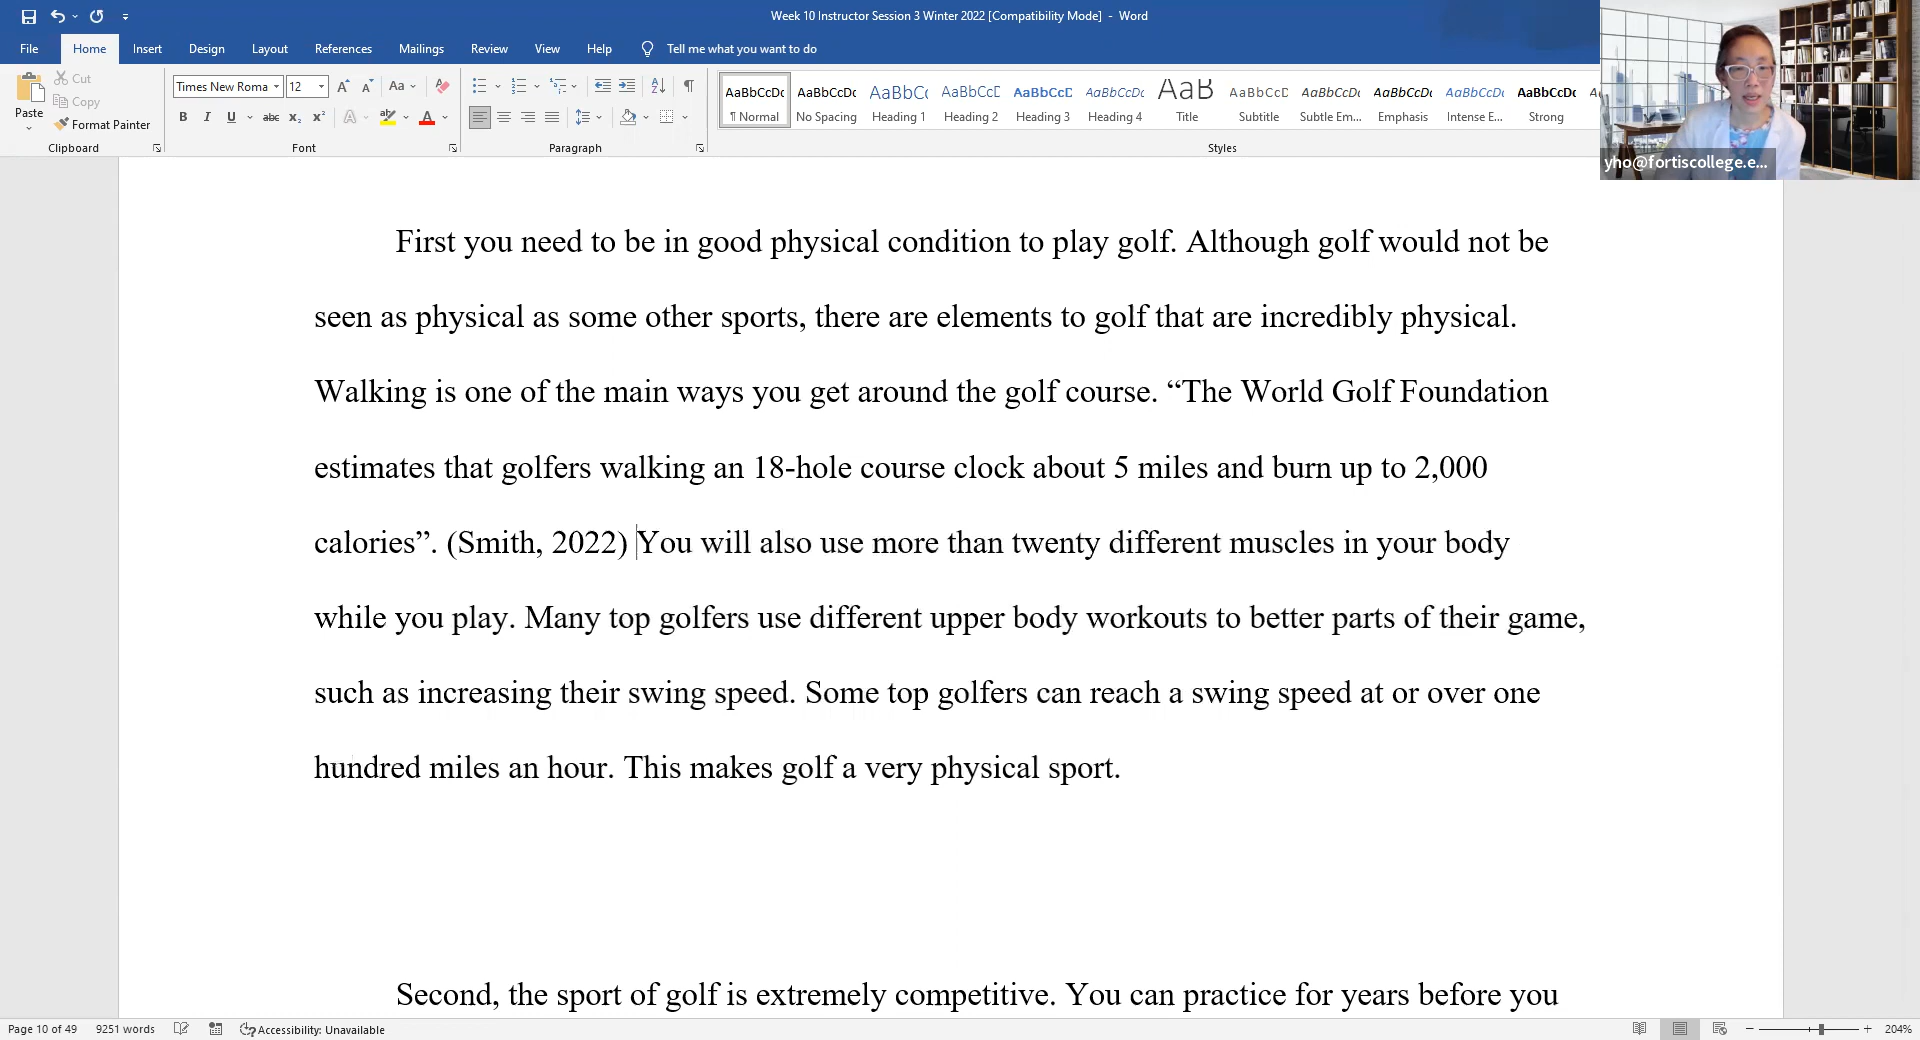 Week 10 Instructor Session 3 Winter 2022 [Compatibility Mode] - Word
File Home Insert Design Layout References Mailings Review View Help Tell me what you want to do
Paste
Cut
Copy
Format Painter
Clipboard
Times New Roma 12
Font
Paragraph
AaBbCcDc AaBbCcDc AaBbC( AaBbCcE AaBbCcD AaBbCcDc AaB AaBbCcD AaBbCcDc AaBbCcDc AaBbCcDc AaBbCcDc
¶ Normal No Spacing Heading 1 Heading 2 Heading 3 Heading 4 Title Subtitle Subtle Em... Emphasis Intense E... Strong
Styles
yho@fortiscollege.e...
First you need to be in good physical condition to play golf. Although golf would not be
seen as physical as some other sports, there are elements to golf that are incredibly physical.
Walking is one of the main ways you get around the golf course. “The World Golf Foundation
estimates that golfers walking an 18-hole course clock about 5 miles and burn up to 2,000
calories”. (Smith, 2022) You will also use more than twenty different muscles in your body
while you play. Many top golfers use different upper body workouts to better parts of their game,
such as increasing their swing speed. Some top golfers can reach a swing speed at or over one
hundred miles an hour. This makes golf a very physical sport.
Second, the sport of golf is extremely competitive. You can practice for years before you
Page 10 of 49 9251 words Accessibility: Unavailable 204%